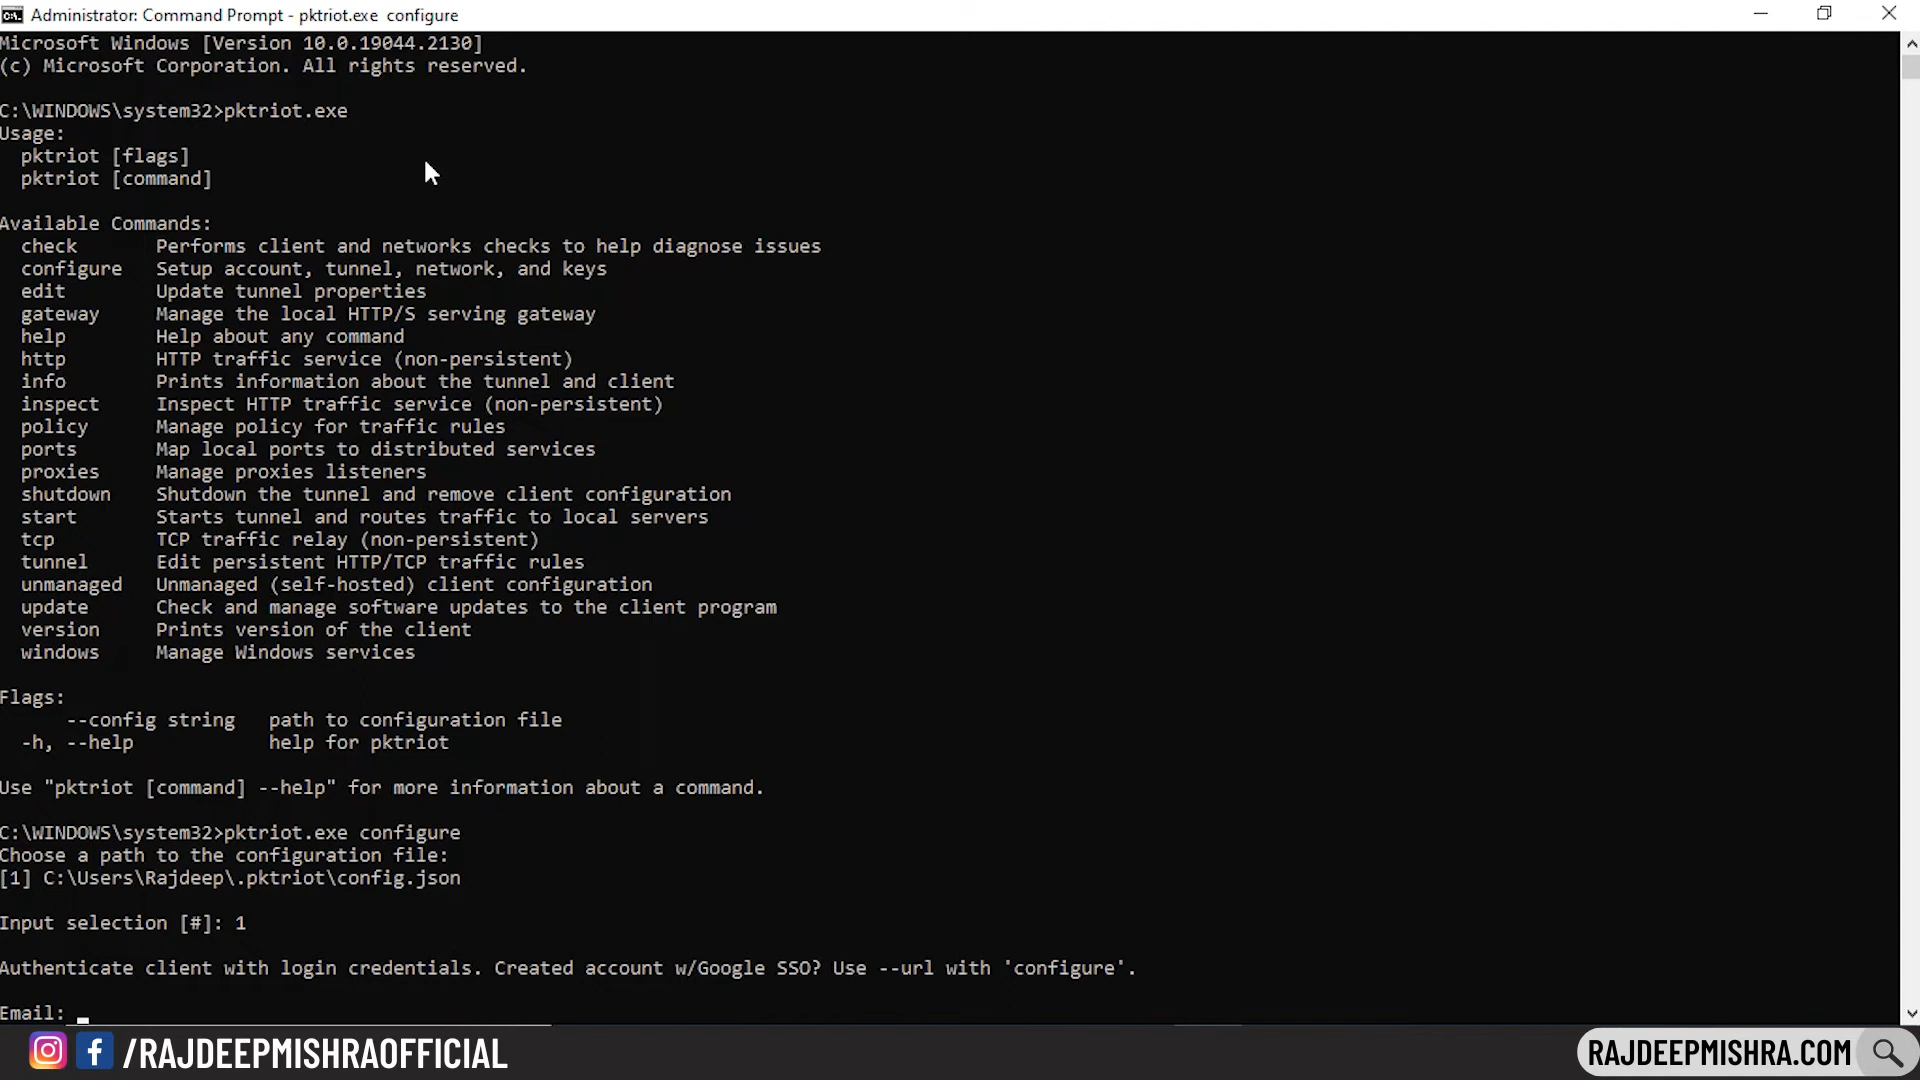 Administrator: Command Prompt - pktriot.exe  configure
Microsoft Windows [Version 10.0.19044.2130]
(c) Microsoft Corporation. All rights reserved.
C:\WINDOWS\system32>pktriot.exe
Usage:
  pktriot [flags]
  pktriot [command]
Available Commands:
  check       Performs client and networks checks to help diagnose issues
  configure   Setup account, tunnel, network, and keys
  edit        Update tunnel properties
  gateway     Manage the local HTTP/S serving gateway
  help        Help about any command
  http        HTTP traffic service (non-persistent)
  info        Prints information about the tunnel and client
  inspect     Inspect HTTP traffic service (non-persistent)
  policy      Manage policy for traffic rules
  ports       Map local ports to distributed services
  proxies     Manage proxies listeners
  shutdown    Shutdown the tunnel and remove client configuration
  start       Starts tunnel and routes traffic to local servers
  tcp         TCP traffic relay (non-persistent)
  tunnel      Edit persistent HTTP/TCP traffic rules
  unmanaged   Unmanaged (self-hosted) client configuration
  update      Check and manage software updates to the client program
  version     Prints version of the client
  windows     Manage Windows services
Flags:
      --config string   path to configuration file
  -h, --help            help for pktriot
Use "pktriot [command] --help" for more information about a command.
C:\WINDOWS\system32>pktriot.exe configure
Choose a path to the configuration file:
[1] C:\Users\Rajdeep\.pktriot\config.json
Input selection [#]: 1
Authenticate client with login credentials. Created account w/Google SSO? Use --url with 'configure'.
Email:
/RAJDEEPMISHRAOFFICIAL
RAJDEEPMISHRA.COM